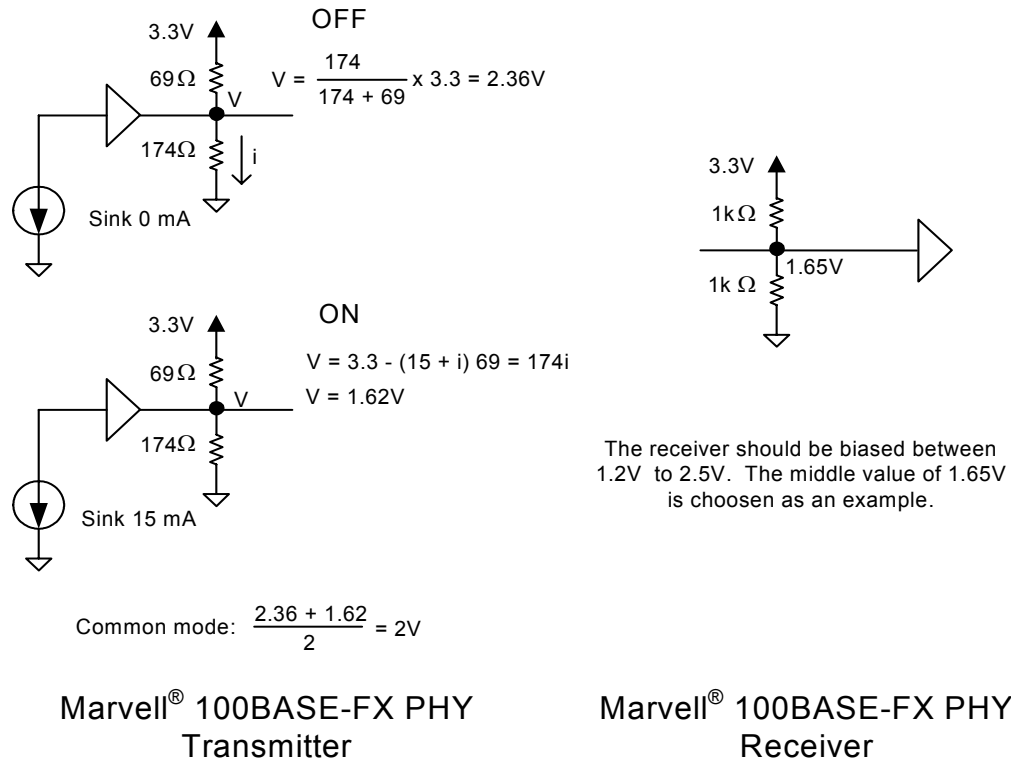 OFF
3.3V
69Ω
V = 174 / 174 + 69 x 3.3 = 2.36V
V
174Ω
i
Sink 0 mA
ON
3.3V
V = 3.3 - (15 + i) 69 = 174i
69Ω
V = 1.62V
V
174Ω
Sink 15 mA
Common mode: 2.36 + 1.62 / 2 = 2V
Marvell® 100BASE-FX PHY
Transmitter
3.3V
1k Ω
1.65V
1k Ω
The receiver should be biased between
1.2V to 2.5V. The middle value of 1.65V
is choosen as an example.
Marvell® 100BASE-FX PHY
Receiver